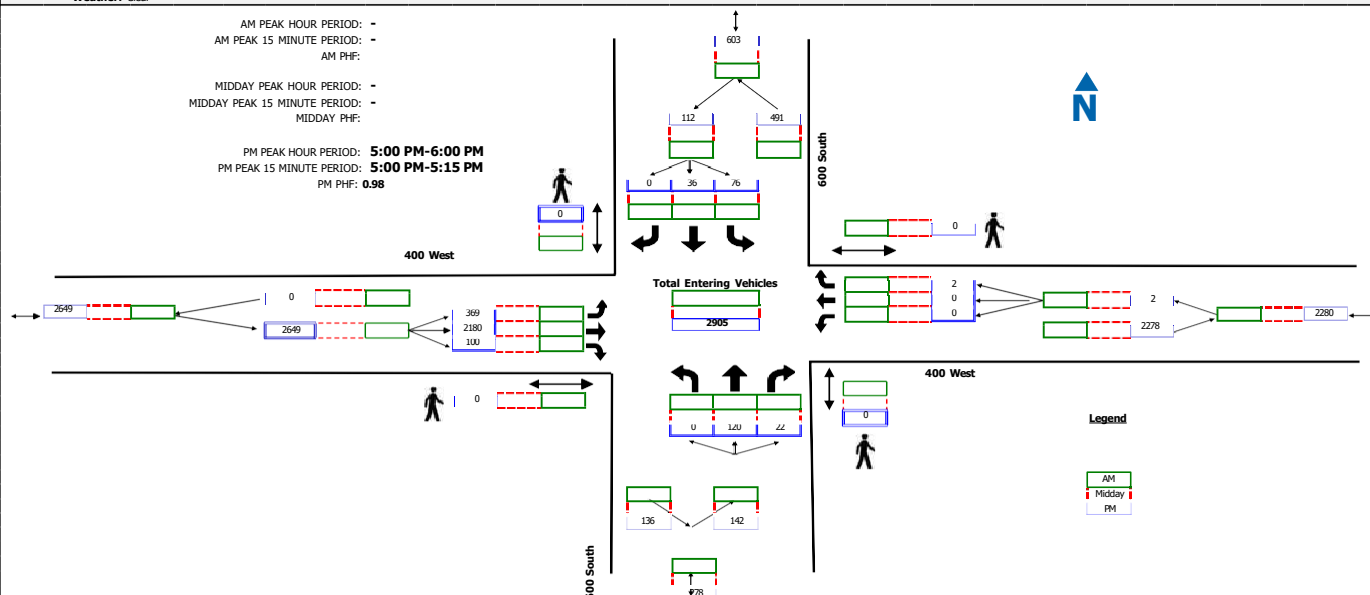 AM PEAK HOUR PERIOD: -
AM PEAK 15 MINUTE PERIOD: -
AM PHF:
MIDDAY PEAK HOUR PERIOD: -
MIDDAY PEAK 15 MINUTE PERIOD: -
MIDDAY PHF:
PM PEAK HOUR PERIOD: 5:00 PM-6:00 PM
PM PEAK 15 MINUTE PERIOD: 5:00 PM-5:15 PM
PM PHF: 0.98
603
N
112 491
600 South
0 36 76
0
0
400 West
Total Entering Vehicles
2905
2649
0
2649
369
2180
100
2
0
0
2
2278
2280
400 West
0
0 120 22
0
Legend
AM
Midday
PM
136 142
South
278